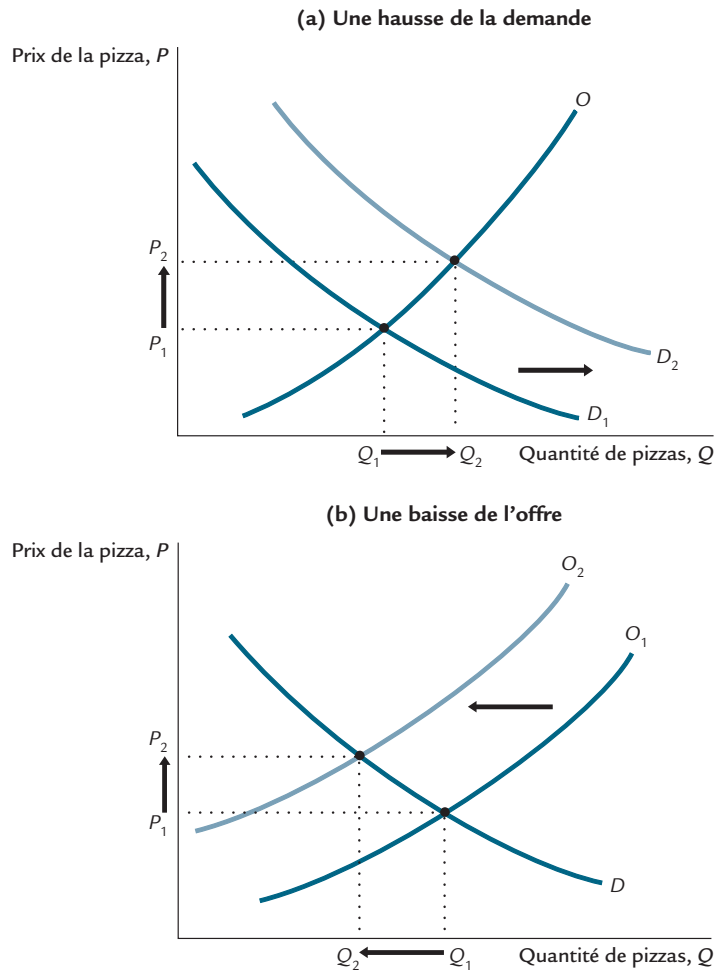 (a) Une hausse de la demande
Prix de la pizza, P
O
P₂
P₁
D₂
D₁
Q₁
Q₂
Quantité de pizzas, Q
(b) Une baisse de l’offre
Prix de la pizza, P
O₂
O₁
P₂
P₁
D
Q₂
Q₁
Quantité de pizzas, Q